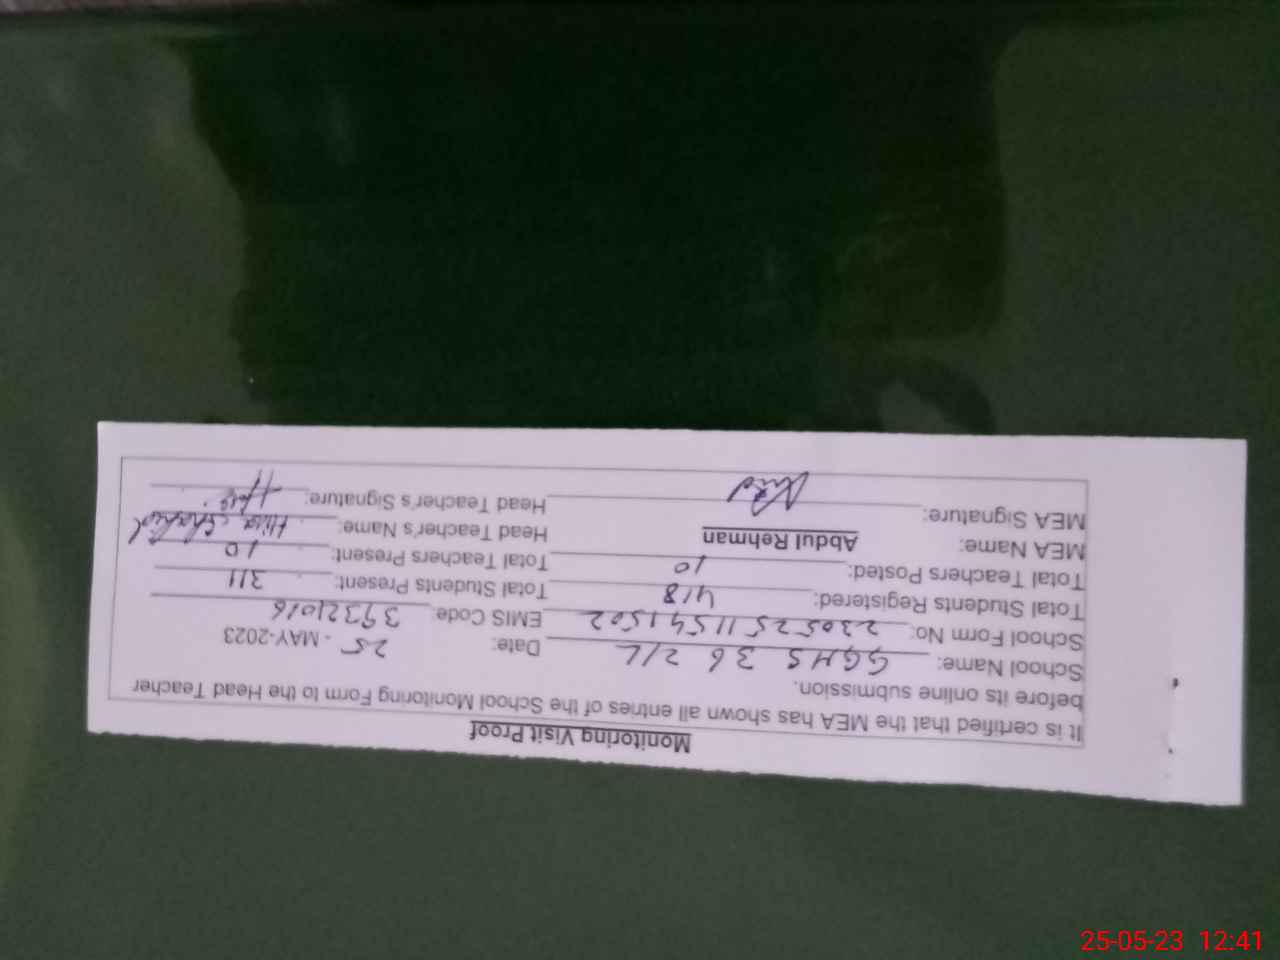 Monitoring Visit Proof
It is certified that the MEA has shown all entries of the School Monitoring Form to the Head Teacher
before its online submission.
School Name: GGHS 36 2/L Date: 25 - MAY-2023
School Form No: 23052511541502 EMIS Code: 39321016
Total Students Registered: 418 Total Students Present: 311
Total Teachers Posted: 10 Total Teachers Present: 10
MEA Name: Abdul Rehman Head Teacher's Name: Hina Shahid
MEA Signature: Head Teacher's Signature:
25-05-23 12:41